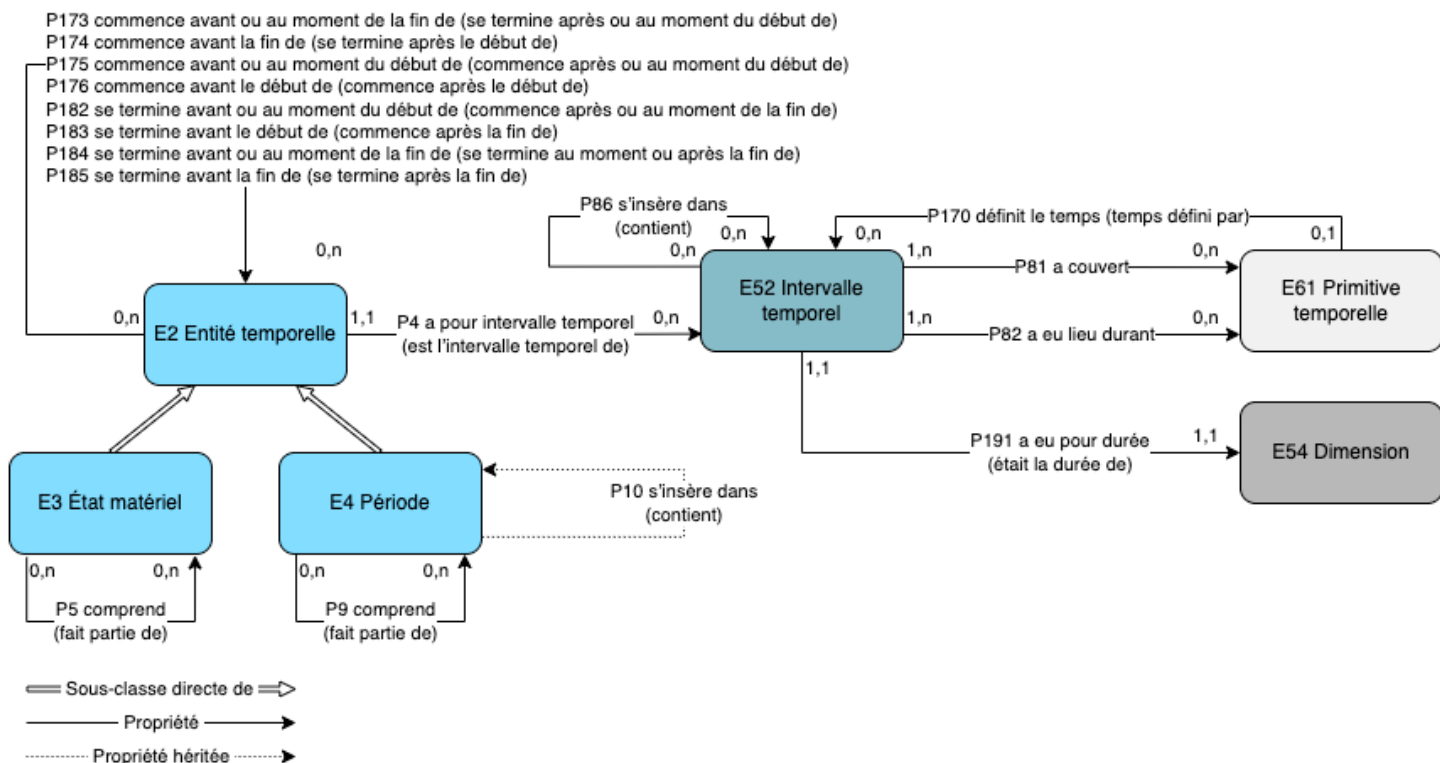 P173 commence avant ou au moment de la fin de (se termine après ou au moment du début de)
P174 commence avant la fin de (se termine après le début de)
P175 commence avant ou au moment du début de (commence après ou au moment du début de)
P176 commence avant le début de (commence après le début de)
P182 se termine avant ou au moment du début de (commence après ou au moment de la fin de)
P183 se termine avant le début de (commence après la fin de)
P184 se termine avant ou au moment de la fin de (se termine au moment ou après la fin de)
P185 se termine avant la fin de (se termine après la fin de)
0,n
0,n
E2 Entité temporelle
1,1
P4 a pour intervalle temporel
(est l'intervalle temporel de)
0,n
P86 s'insère dans
(contient)
0,n
0,n
P170 définit le temps (temps défini par)
0,n
0,1
E52 Intervalle
temporel
1,n
P81 a couvert
0,n
1,n
P82 a eu lieu durant
0,n
E61 Primitive
temporelle
1,1
P191 a eu pour durée
(était la durée de)
1,1
E54 Dimension
E3 État matériel
0,n
0,n
P5 comprend
(fait partie de)
E4 Période
P10 s'insère dans
(contient)
0,n
0,n
P9 comprend
(fait partie de)
Sous-classe directe de
Propriété
Propriété héritée